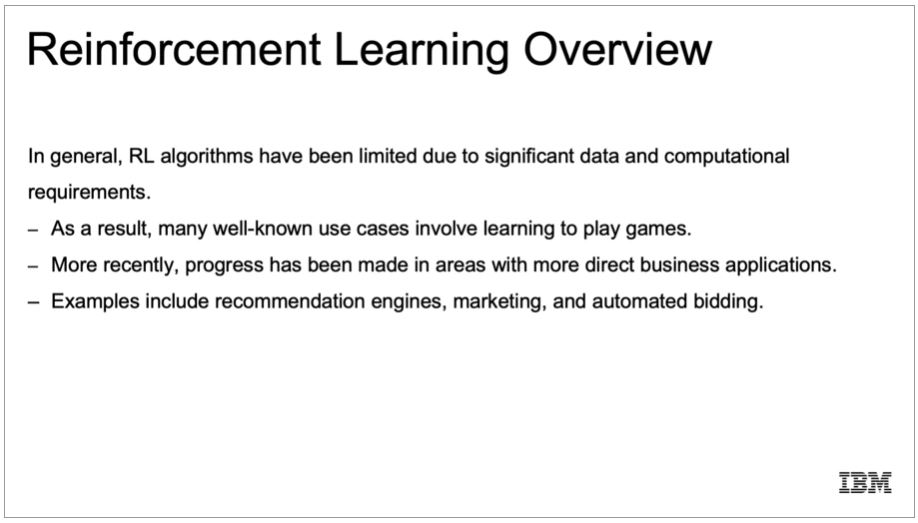 Reinforcement Learning Overview
In general, RL algorithms have been limited due to significant data and computational
requirements.
– As a result, many well-known use cases involve learning to play games.
– More recently, progress has been made in areas with more direct business applications.
– Examples include recommendation engines, marketing, and automated bidding.
IBM